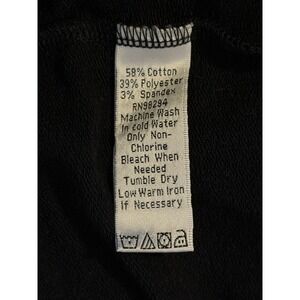 58% Cotton
39% Polyester
3% Spandex
RN98294
Machine Wash
In cold Water
Only Non-
Chlorine
Bleach When
Needed
Tumble Dry
Low Warm Iron
If Necessary